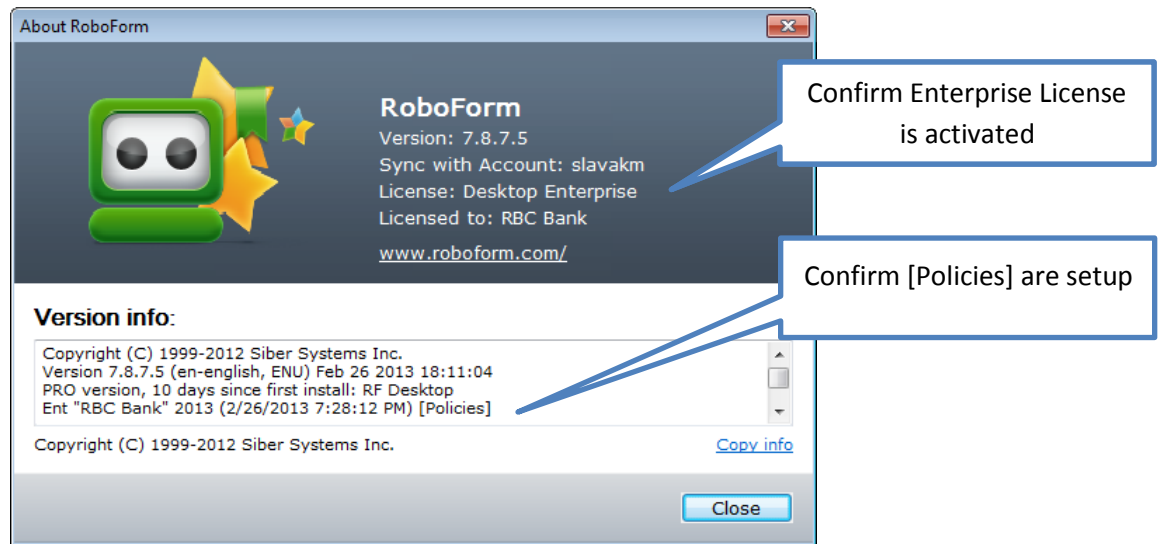 About RoboForm
RoboForm
Version: 7.8.7.5
Sync with Account: slavakm
License: Desktop Enterprise
Licensed to: RBC Bank
www.roboform.com/
Confirm Enterprise License
is activated
Confirm [Policies] are setup
Version info:
Copyright (C) 1999-2012 Siber Systems Inc.
Version 7.8.7.5 (en-english, ENU) Feb 26 2013 18:11:04
PRO version, 10 days since first install: RF Desktop
Ent "RBC Bank" 2013 (2/26/2013 7:28:12 PM) [Policies]
Copyright (C) 1999-2012 Siber Systems Inc.
Copy info
Close